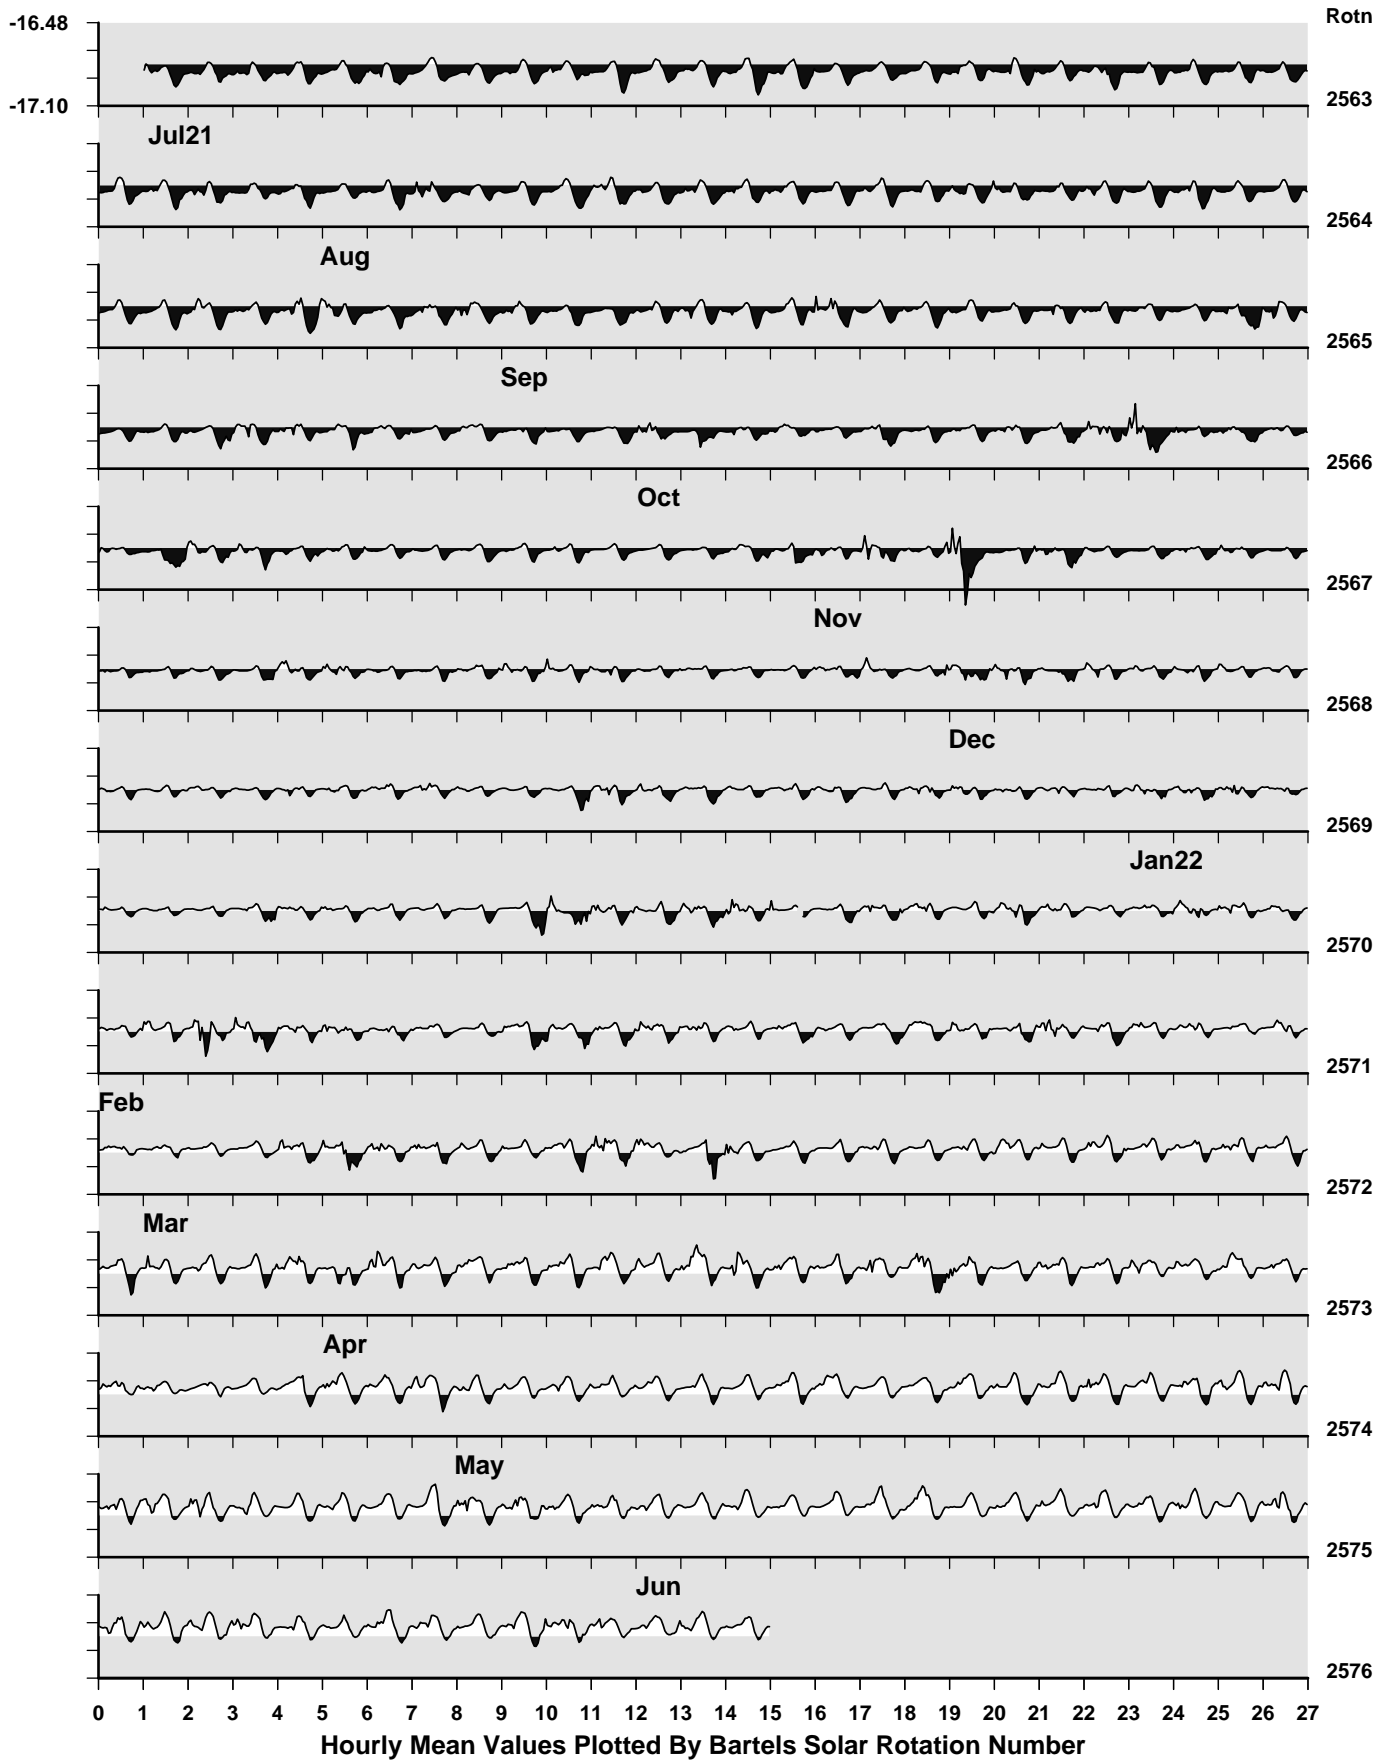 Rotn
-16.48
-17.10
2563
Jul21
2564
Aug
2565
Sep
2566
Oct
2567
Nov
2568
Dec
2569
Jan22
2570
2571
Feb
2572
Mar
2573
Apr
2574
May
2575
Jun
2576
0 1 2 3 4 5 6 7 8 9 10 11 12 13 14 15 16 17 18 19 20 21 22 23 24 25 26 27
Hourly Mean Values Plotted By Bartels Solar Rotation Number